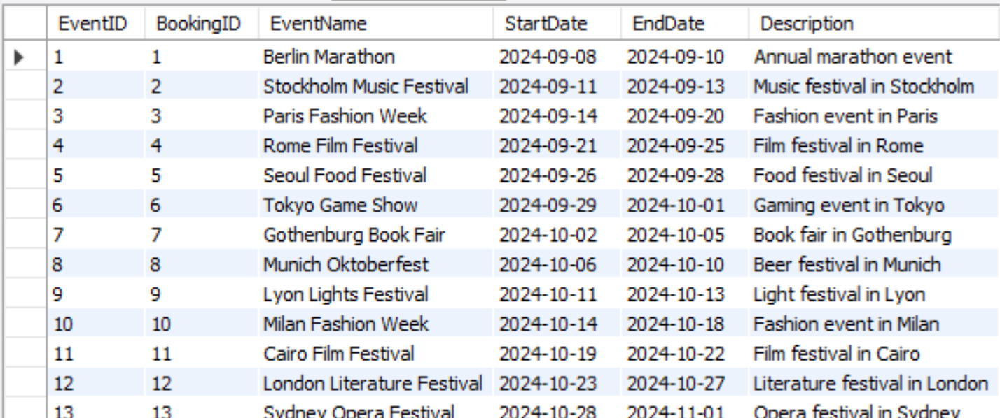 EventID BookingID EventName StartDate EndDate Description
1 1 Berlin Marathon 2024-09-08 2024-09-10 Annual marathon event
2 2 Stockholm Music Festival 2024-09-11 2024-09-13 Music festival in Stockholm
3 3 Paris Fashion Week 2024-09-14 2024-09-20 Fashion event in Paris
4 4 Rome Film Festival 2024-09-21 2024-09-25 Film festival in Rome
5 5 Seoul Food Festival 2024-09-26 2024-09-28 Food festival in Seoul
6 6 Tokyo Game Show 2024-09-29 2024-10-01 Gaming event in Tokyo
7 7 Gothenburg Book Fair 2024-10-02 2024-10-05 Book fair in Gothenburg
8 8 Munich Oktoberfest 2024-10-06 2024-10-10 Beer festival in Munich
9 9 Lyon Lights Festival 2024-10-11 2024-10-13 Light festival in Lyon
10 10 Milan Fashion Week 2024-10-14 2024-10-18 Fashion event in Milan
11 11 Cairo Film Festival 2024-10-19 2024-10-22 Film festival in Cairo
12 12 London Literature Festival 2024-10-23 2024-10-27 Literature festival in London
13 13 Sydney Opera Festival 2024-10-28 2024-11-01 Opera festival in Sydney